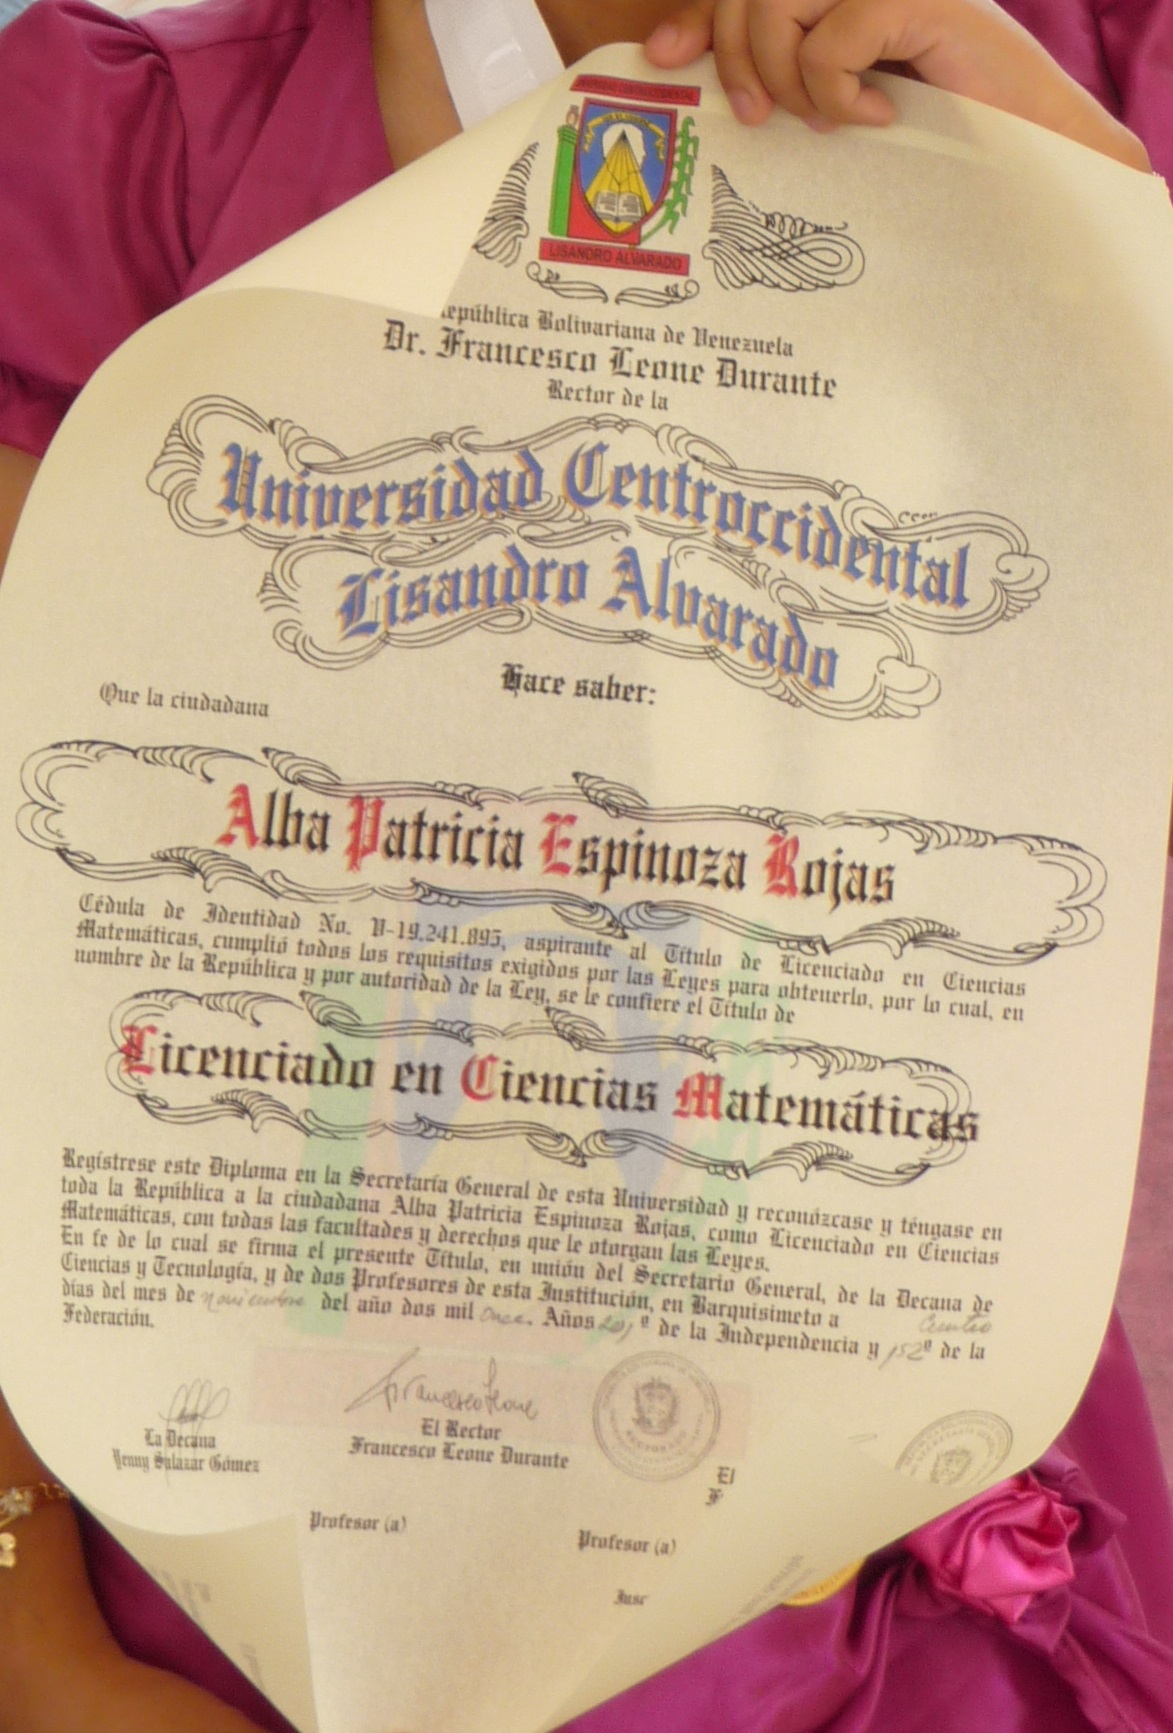 LISANDRO ALVARADO
República Bolivariana de Venezuela
Dr. Francesco Leone Durante
Rector de la
Universidad Centroccidental
Lisandro Alvarado
Hace saber:
Que la ciudadana
Alba Patricia Espinoza Rojas
Cédula de Identidad No. V-19.241.895, aspirante al Título de Licenciado en Ciencias
Matemáticas, cumplió todos los requisitos exigidos por las Leyes para obtenerlo, por lo cual, en
nombre de la República y por autoridad de la Ley, se le confiere el Título de
Licenciado en Ciencias Matemáticas
Regístrese este Diploma en la Secretaría General de esta Universidad y reconózcase y téngase en
toda la República a la ciudadana Alba Patricia Espinoza Rojas, como Licenciado en Ciencias
Matemáticas, con todas las facultades y derechos que le otorgan las Leyes.
En fe de lo cual se firma el presente Título, en unión del Secretario General, de la Decana de
Ciencias y Tecnología, y de dos Profesores de esta Institución, en Barquisimeto a cuatro
días del mes de noviembre del año dos mil once. Años 201º de la Independencia y 152º de la
Federación.
Francesco Leone
La Decana
Yenny Salazar Gómez
El Rector
Francesco Leone Durante
RECTORADO
El
F
Profesor (a)
Profesor (a)
Insc